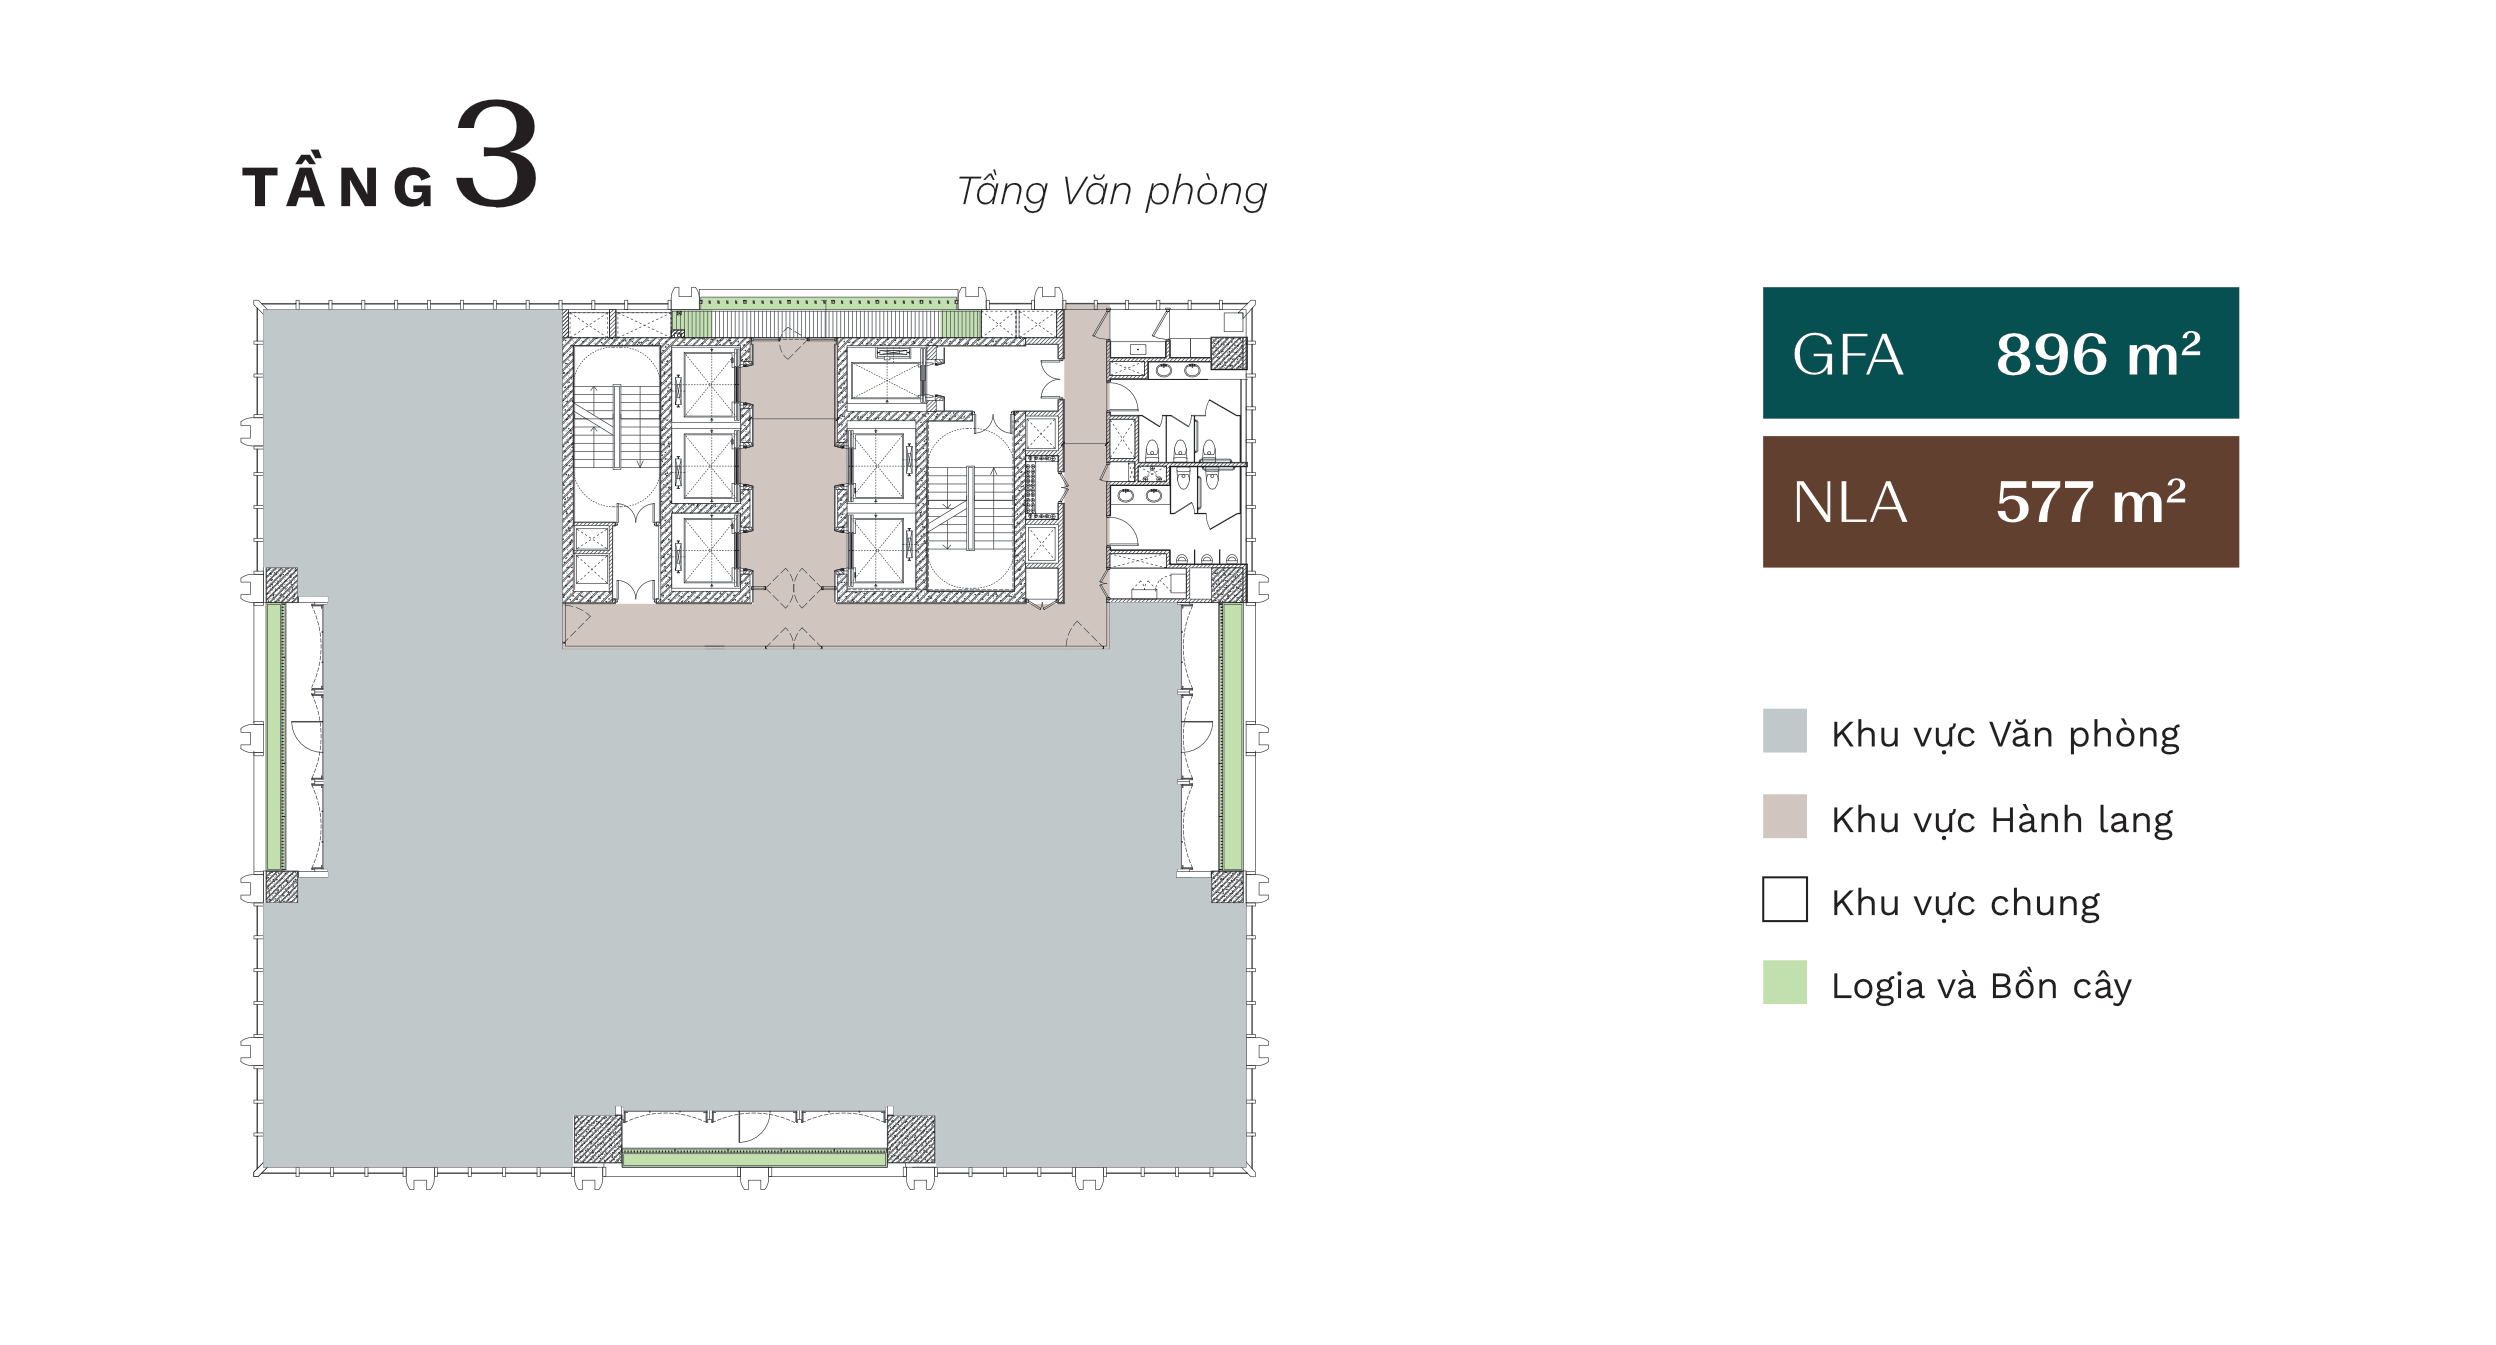 TẦNG 3
Tầng Văn phòng
GFA 896 m²
NLA 577 m²
Khu vực Văn phòng
Khu vực Hành lang
Khu vực chung
Logia và Bồn cây